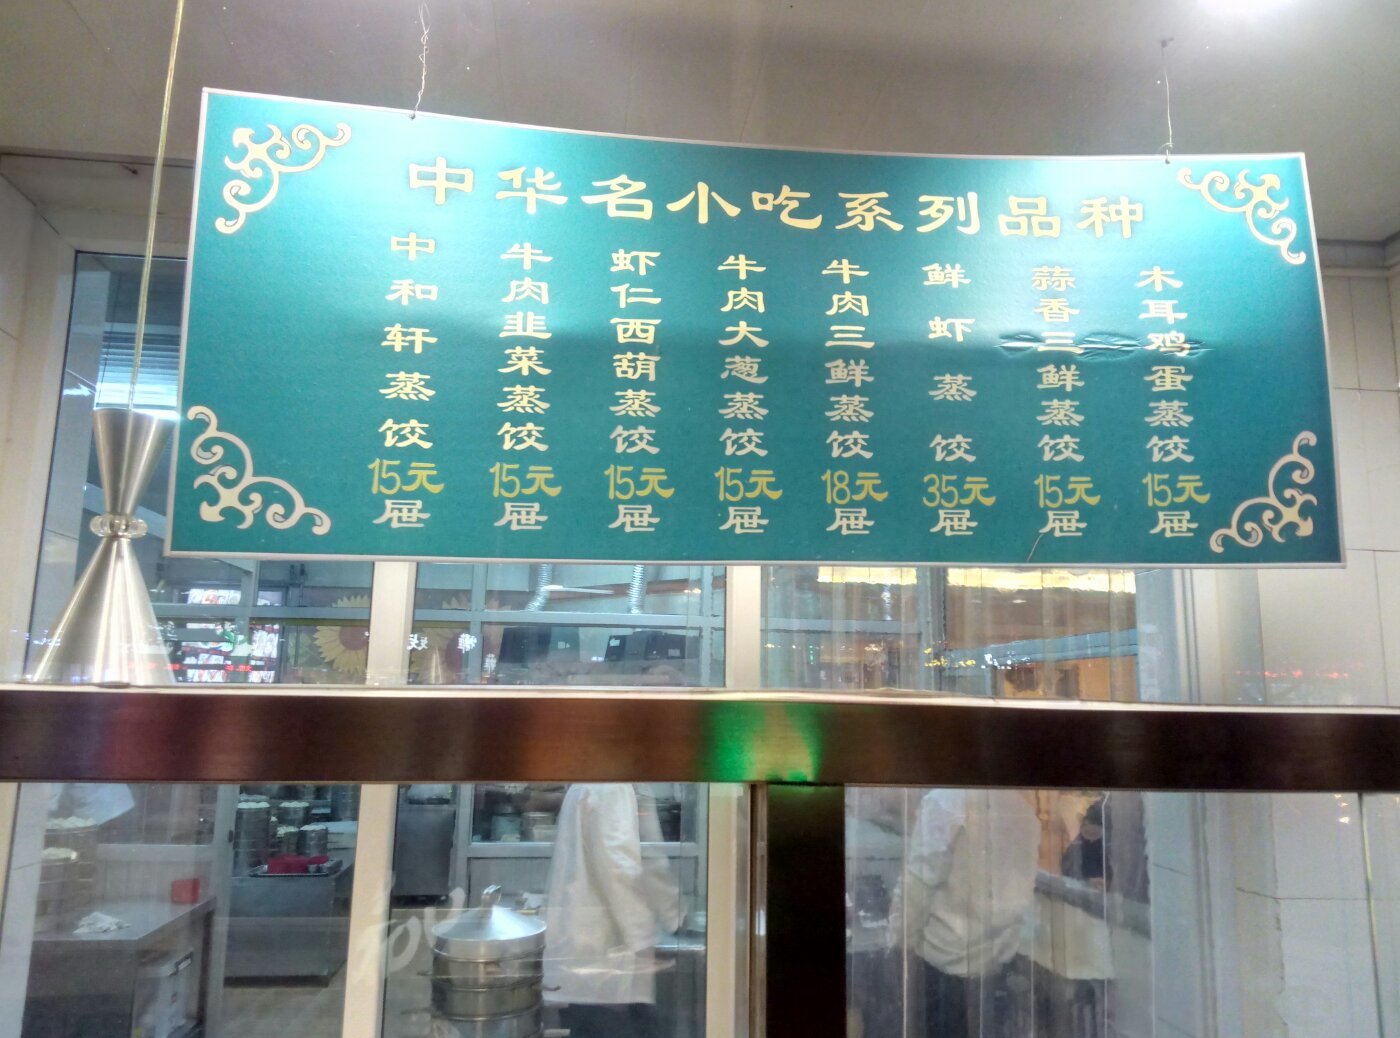 中华名小吃系列品种
中和轩蒸饺
15元
屉
牛肉韭菜蒸饺
15元
屉
虾仁西葫蒸饺
15元
屉
牛肉大葱蒸饺
15元
屉
牛肉三鲜蒸饺
18元
屉
鲜虾蒸饺
35元
屉
蒜香三鲜蒸饺
15元
屉
木耳鸡蛋蒸饺
15元
屉